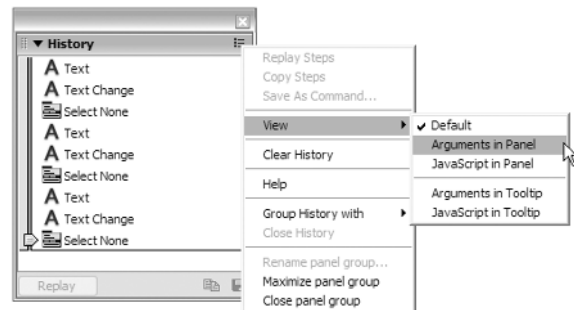 History
Text
Text Change
Select None
Text
Text Change
Select None
Text
Text Change
Select None
Replay
Replay Steps
Copy Steps
Save As Command...
View
Clear History
Help
Group History with
Close History
Rename panel group...
Maximize panel group
Close panel group
Default
Arguments in Panel
JavaScript in Panel
Arguments in Tooltip
JavaScript in Tooltip